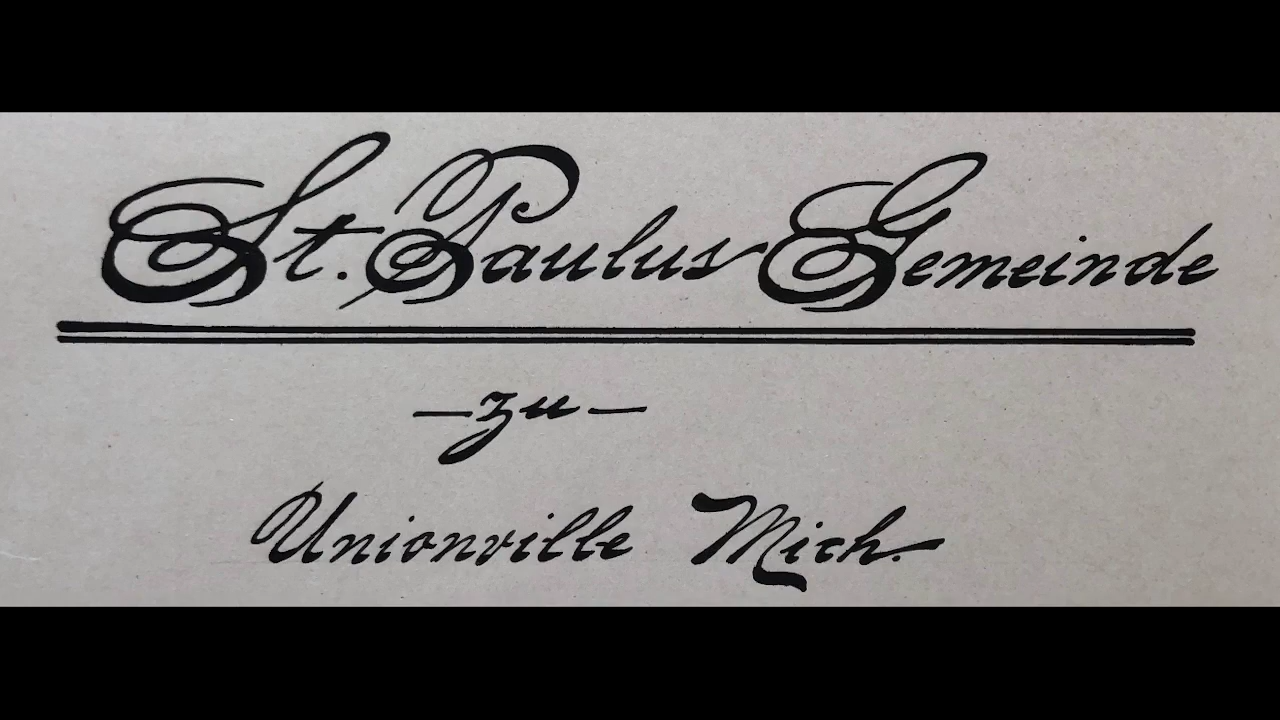 St. Paulus Gemeinde
— zu —
Unionville Mich.